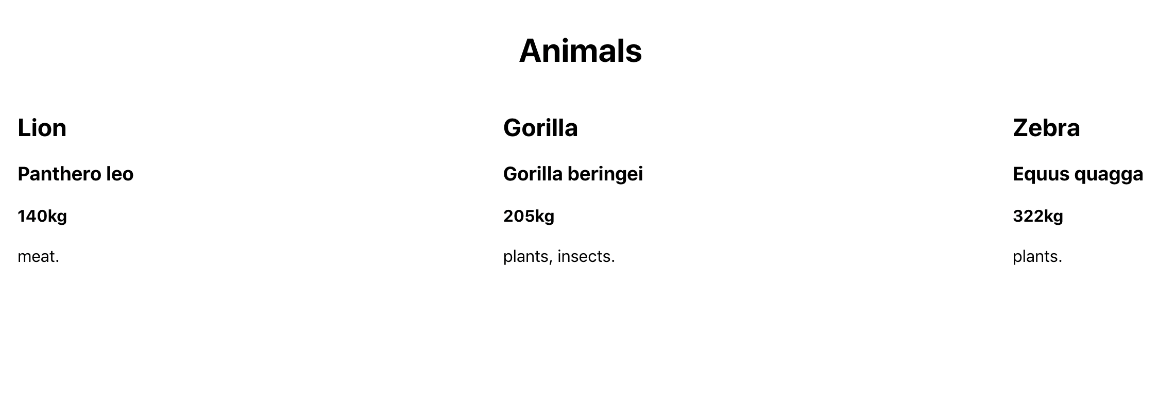 Animals
Lion
Panthero leo
140kg
meat.
Gorilla
Gorilla beringei
205kg
plants, insects.
Zebra
Equus quagga
322kg
plants.